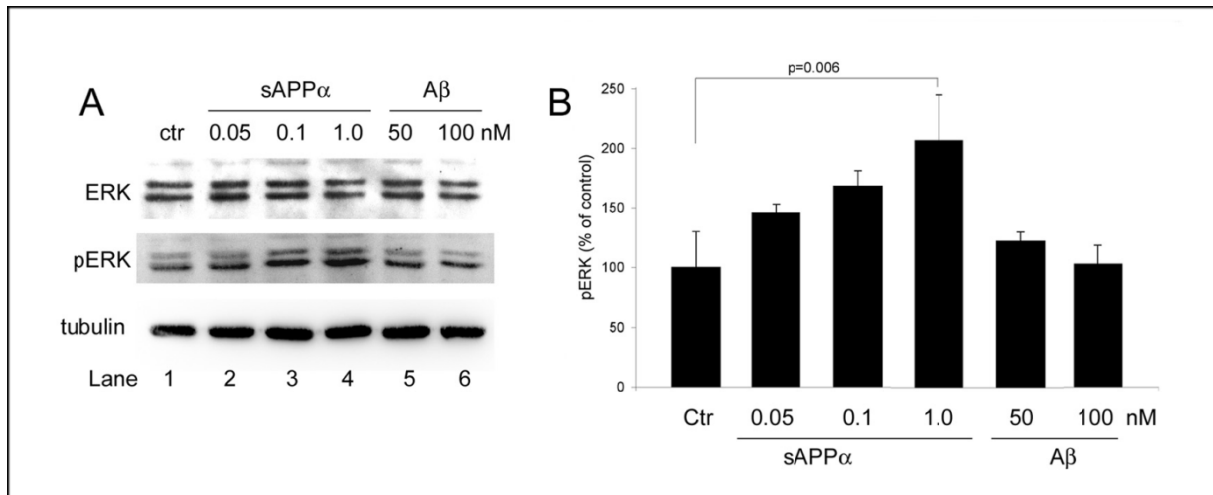 A
sAPPα
Aβ
ctr 0.05 0.1 1.0 50 100 nM
ERK
pERK
tubulin
Lane 1 2 3 4 5 6
B
p=0.006
pERK (% of control)
250
200
150
100
50
0
Ctr 0.05 0.1 1.0 50 100 nM
sAPPα
Aβ